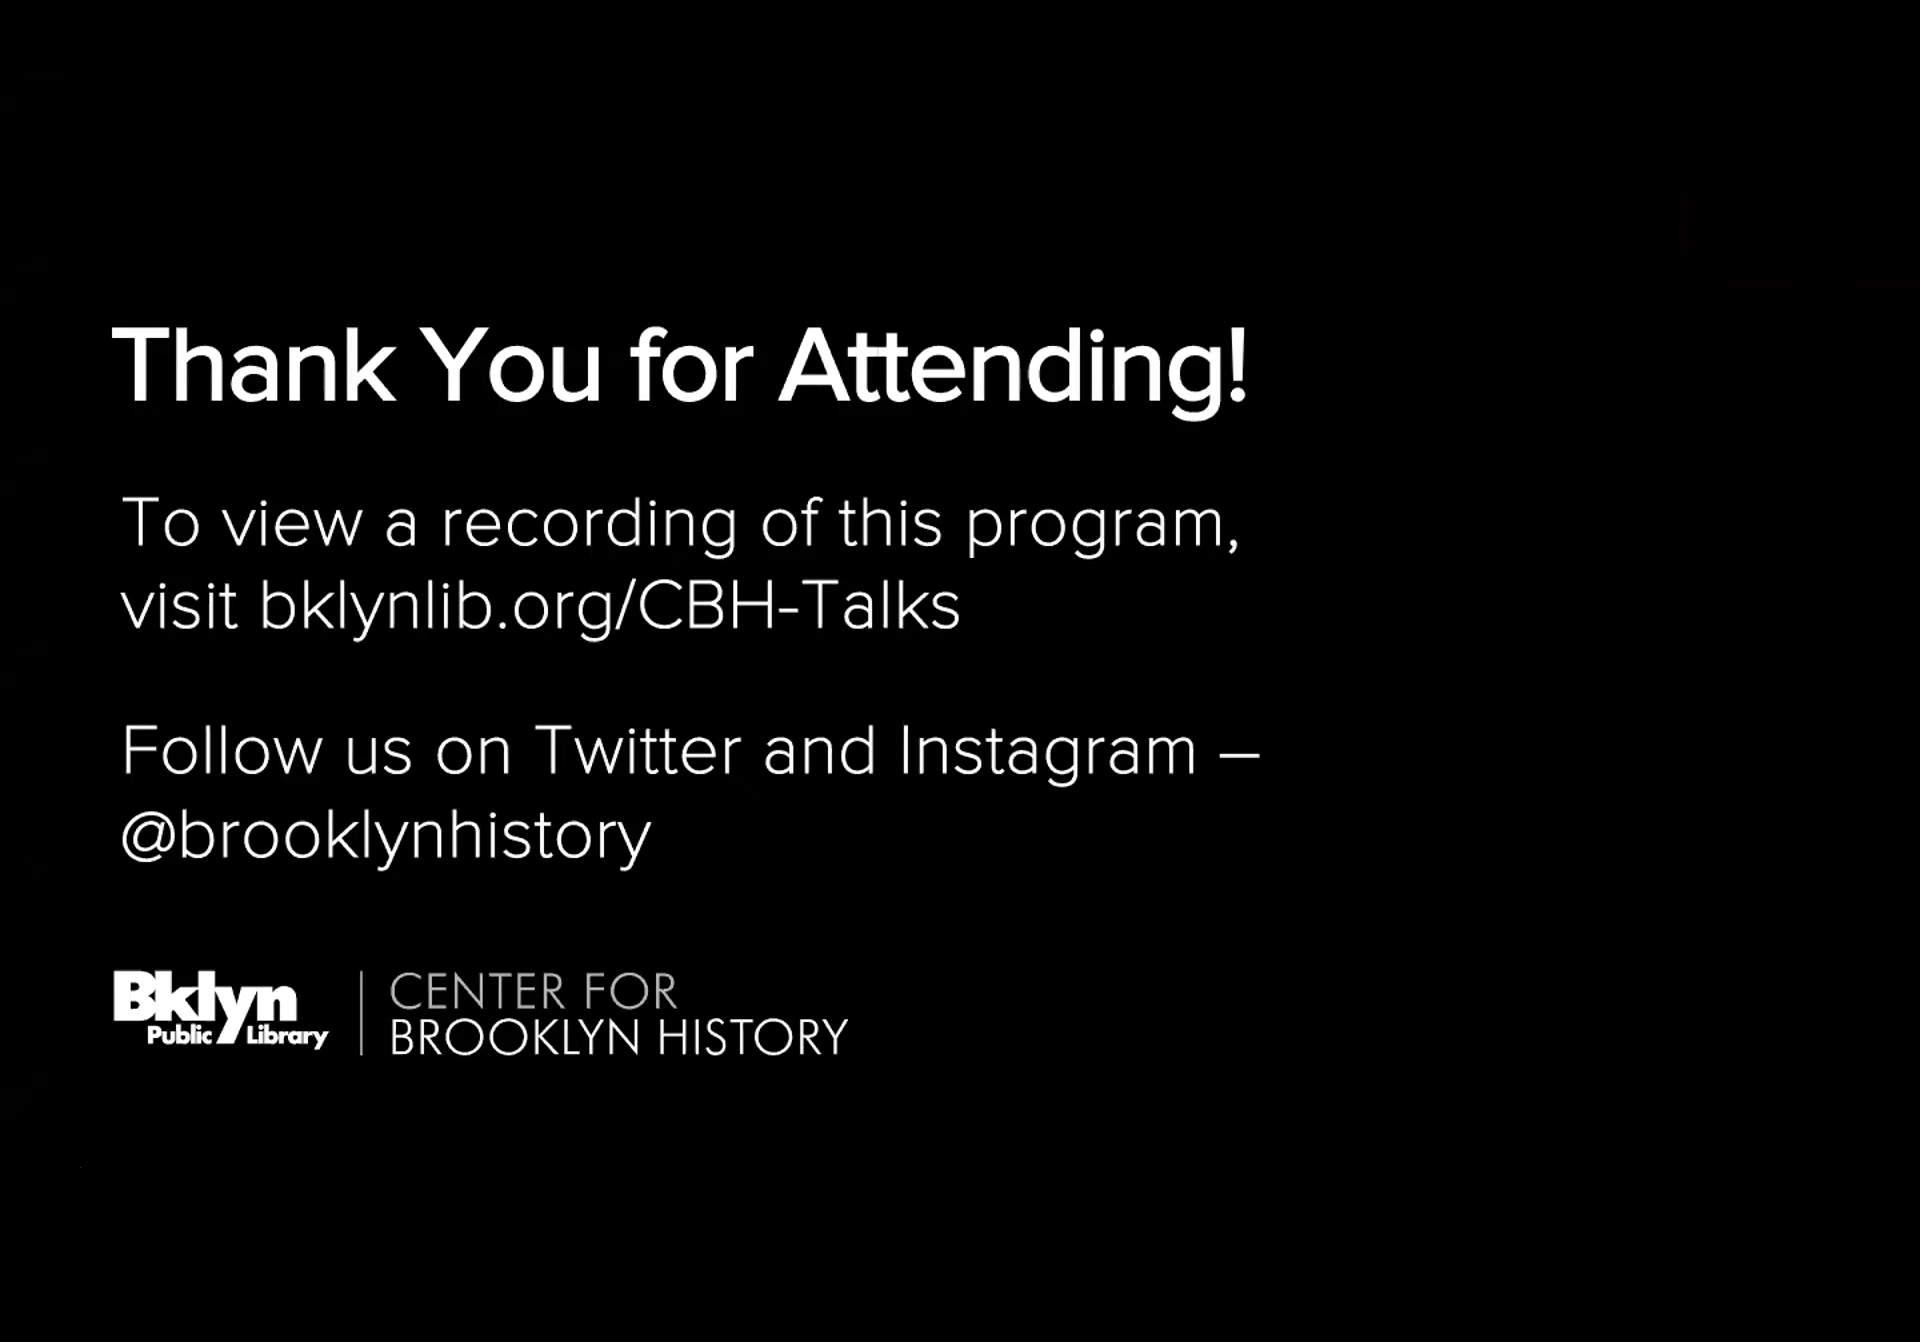 Thank You for Attending!
To view a recording of this program,
visit bklynlib.org/CBH-Talks
Follow us on Twitter and Instagram –
@brooklynhistory
Bklyn
Public Library
CENTER FOR
BROOKLYN HISTORY